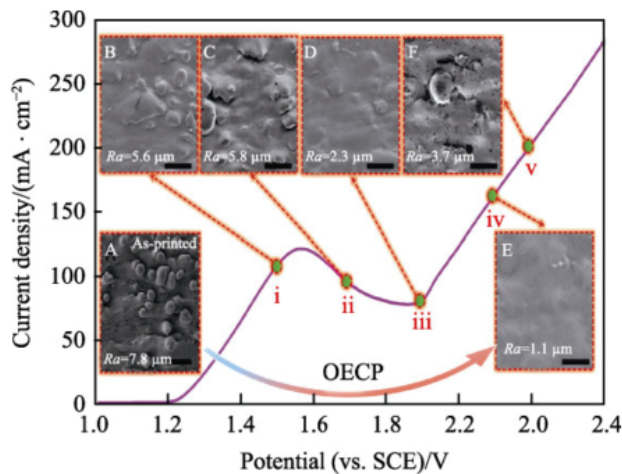 Current density/(mA · cm⁻²)
300
250
200
150
100
50
0
B
Ra=5.6 μm
C
Ra=5.8 μm
D
Ra=2.3 μm
F
Ra=3.7 μm
v
iv
i
ii
iii
A
As-printed
Ra=7.8 μm
E
Ra=1.1 μm
OECP
1.0 1.2 1.4 1.6 1.8 2.2 2.0 2.4
Potential (vs. SCE)/V